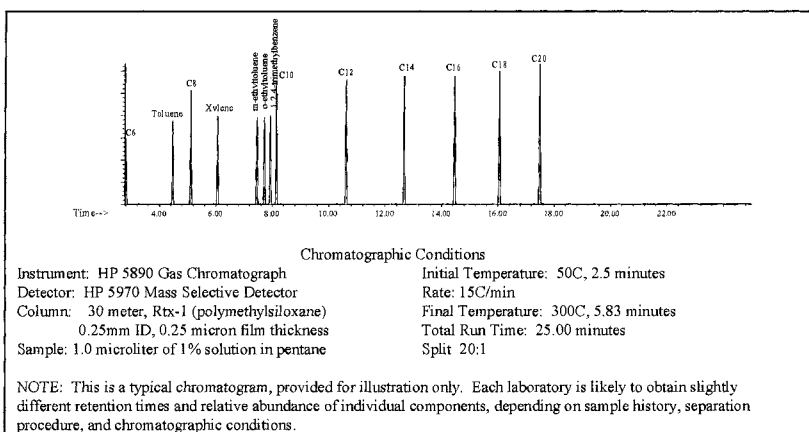 C6
Toluene
C8
Xylene
m-ethyltoluene
o-ethyltoluene
1,2,4-trimethylbenzene
C10
C12
C14
C16
C18
C20
Time--> 4.00 6.00 8.00 10.00 12.00 14.00 16.00 18.00 20.00 22.00
Chromatographic Conditions
Instrument: HP 5890 Gas Chromatograph
Detector: HP 5970 Mass Selective Detector
Column: 30 meter, Rtx-1 (polymethylsiloxane)
0.25mm ID, 0.25 micron film thickness
Sample: 1.0 microliter of 1% solution in pentane
Initial Temperature: 50C, 2.5 minutes
Rate: 15C/min
Final Temperature: 300C, 5.83 minutes
Total Run Time: 25.00 minutes
Split 20:1
NOTE: This is a typical chromatogram, provided for illustration only. Each laboratory is likely to obtain slightly
different retention times and relative abundance of individual components, depending on sample history, separation
procedure, and chromatographic conditions.